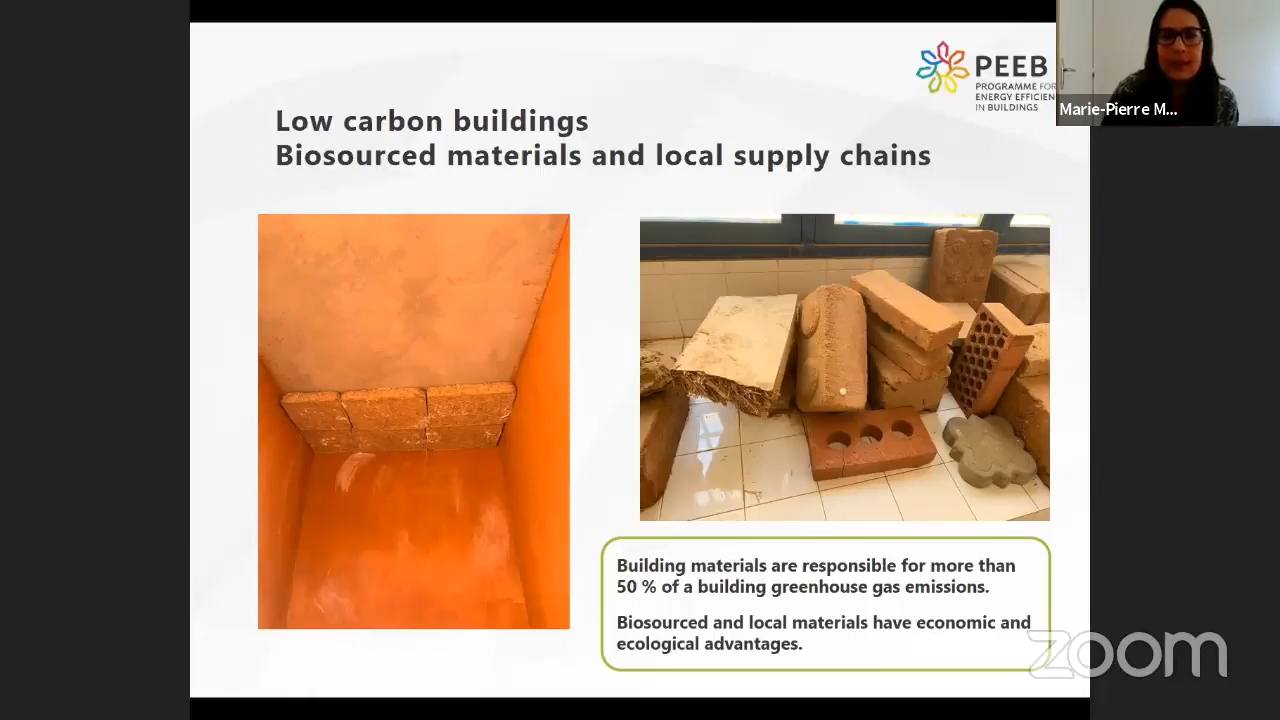 PEEB
PROGRAMME FOR
ENERGY EFFICIEN
IN BUILDINGS
Marie-Pierre M...
Low carbon buildings
Biosourced materials and local supply chains
Building materials are responsible for more than
50 % of a building greenhouse gas emissions.
Biosourced and local materials have economic and
ecological advantages.
zoom